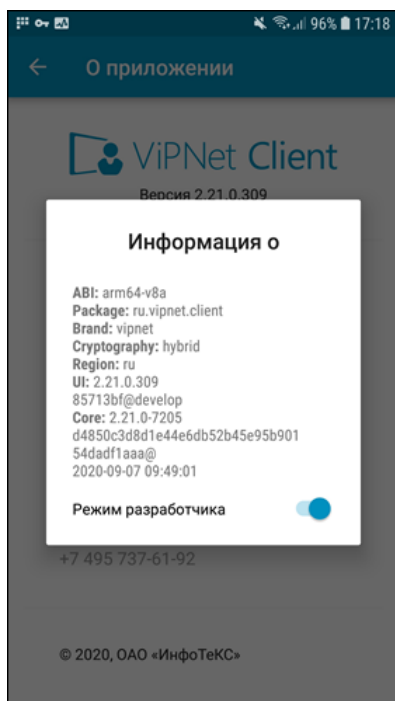 96% 17:18
О приложении
ViPNet Client
Версия 2.21.0.309
Информация о
ABI: arm64-v8a
Package: ru.vipnet.client
Brand: vipnet
Cryptography: hybrid
Region: ru
UI: 2.21.0.309
85713bf@develop
Core: 2.21.0-7205
d4850c3d8d1e44e6db52b45e95b901
54dadf1aaa@
2020-09-07 09:49:01
Режим разработчика
+7 495 737-61-92
© 2020, ОАО «ИнфоТеКС»